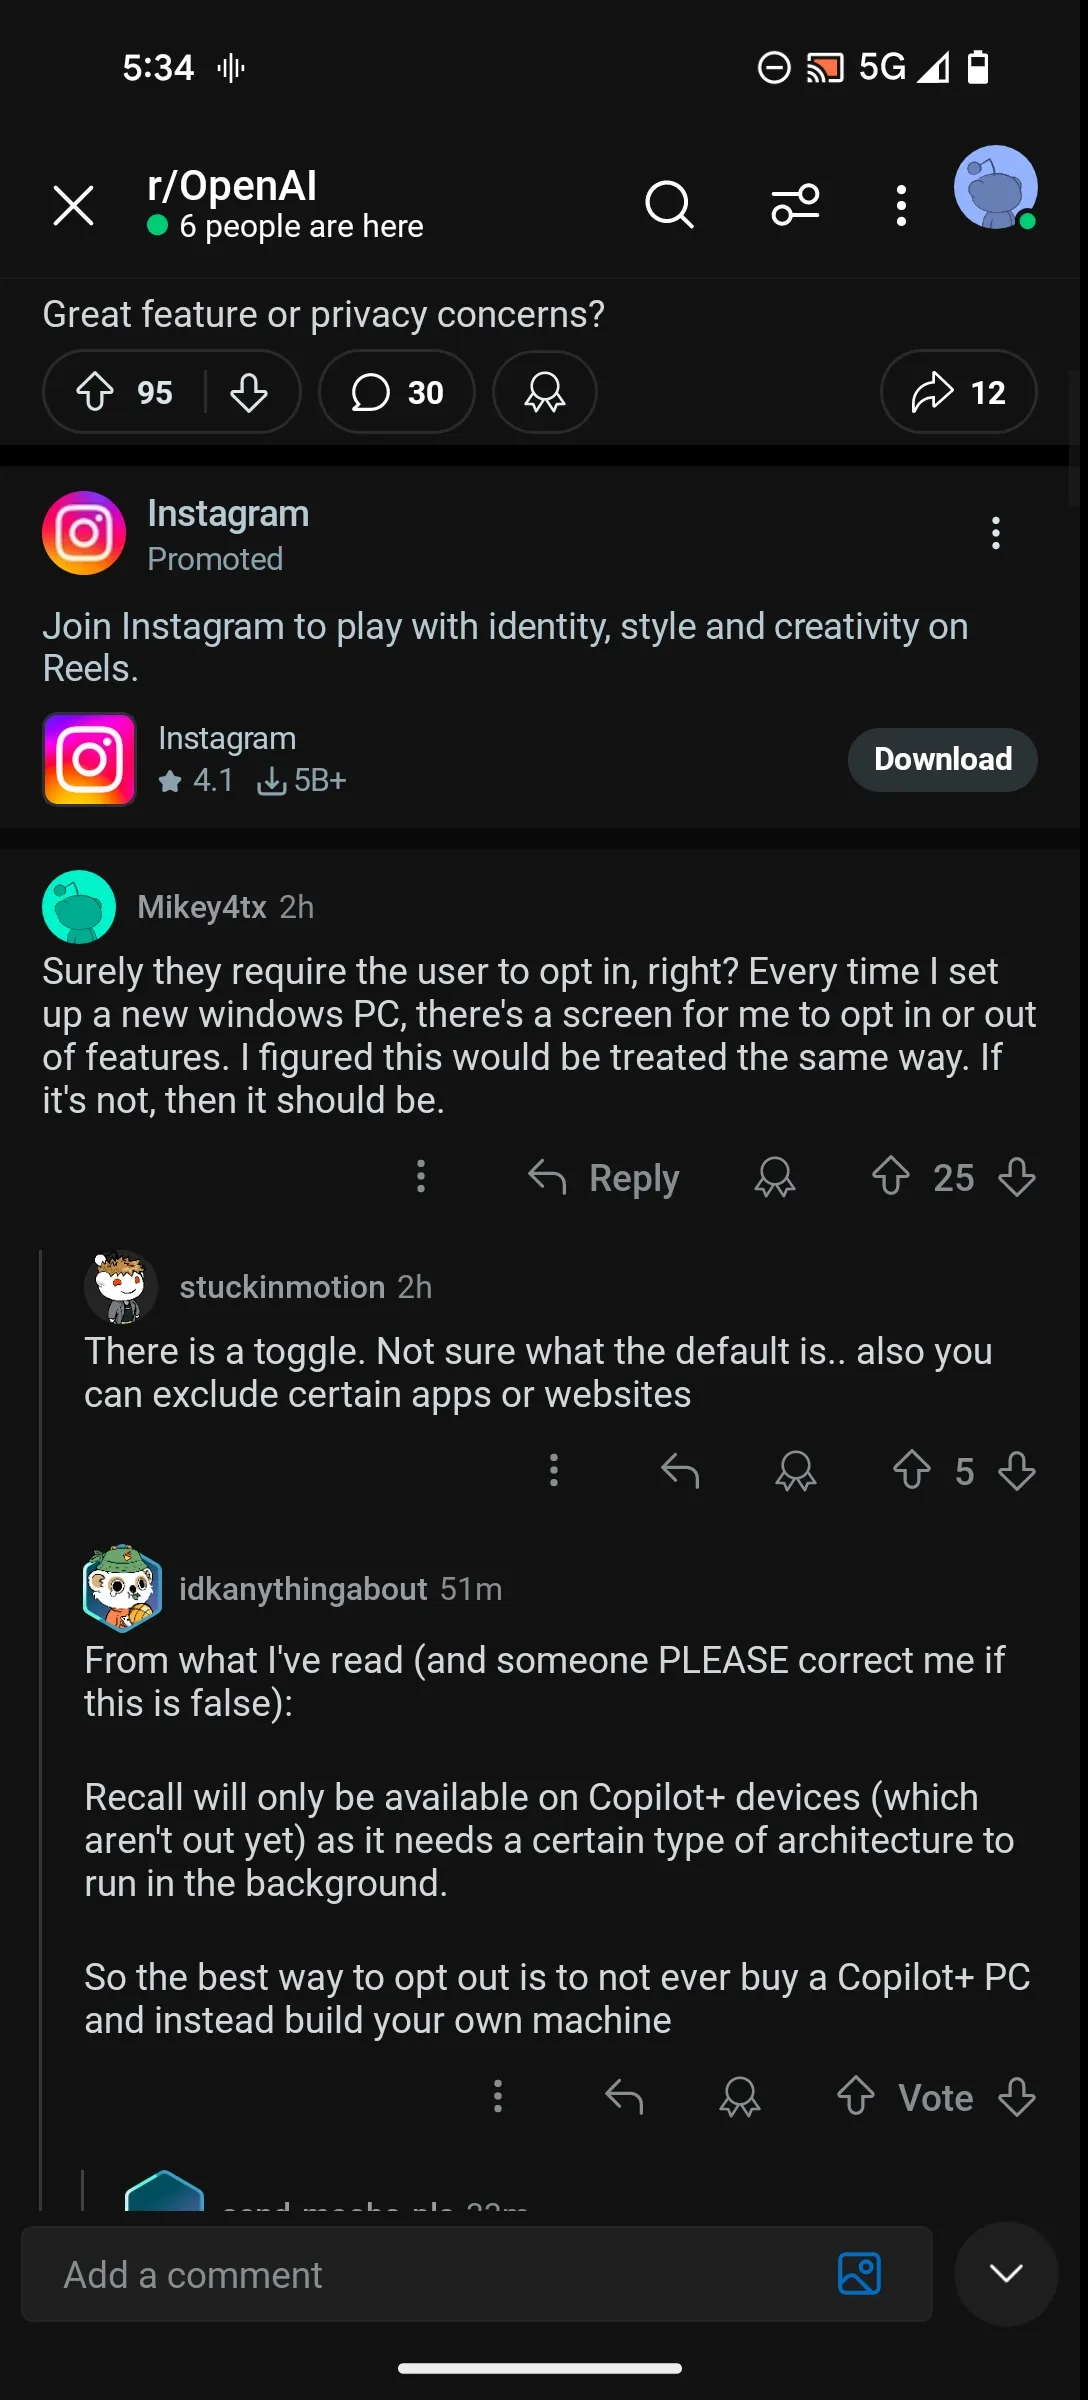 5:34
5G
r/OpenAI
6 people are here
Great feature or privacy concerns?
95
30
12
Instagram
Promoted
Join Instagram to play with identity, style and creativity on
Reels.
Instagram
4.1 5B+
Download
Mikey4tx 2h
Surely they require the user to opt in, right? Every time I set
up a new windows PC, there's a screen for me to opt in or out
of features. I figured this would be treated the same way. If
it's not, then it should be.
Reply
25
stuckinmotion 2h
There is a toggle. Not sure what the default is.. also you
can exclude certain apps or websites
5
idkanythingabout 51m
From what I've read (and someone PLEASE correct me if
this is false):
Recall will only be available on Copilot+ devices (which
aren't out yet) as it needs a certain type of architecture to
run in the background.
So the best way to opt out is to not ever buy a Copilot+ PC
and instead build your own machine
Vote
Add a comment